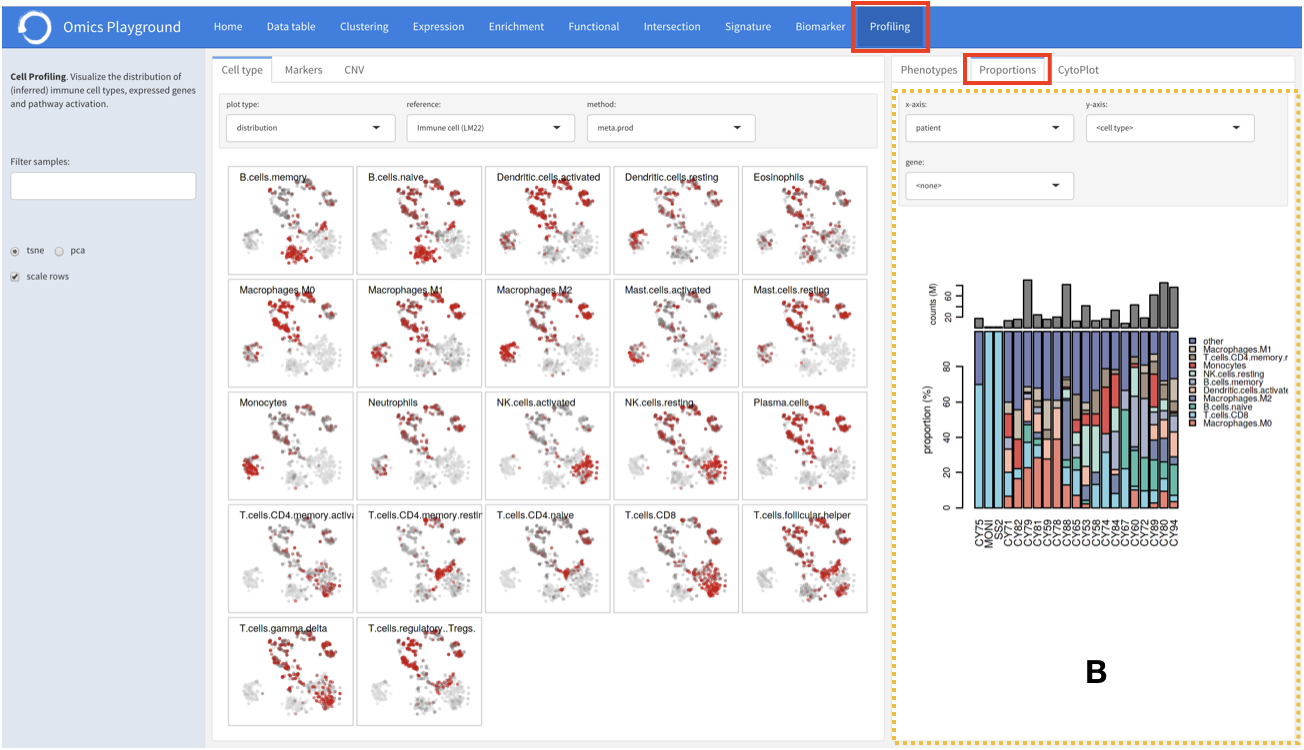 Omics Playground
Home Data table Clustering Expression Enrichment Functional Intersection Signature Biomarker Profiling
Cell Profiling. Visualize the distribution of
(inferred) immune cell types, expressed genes
and pathway activation.
Filter samples:
tsne pca
scale rows
Cell type Markers CNV
plot type: reference: method:
distribution Immune cell (LM22) meta.prod
B.cells.memory B.cells.naive Dendritic.cells.activated Dendritic.cells.resting Eosinophils
Macrophages.M0 Macrophages.M1 Macrophages.M2 Mast.cells.activated Mast.cells.resting
Monocytes Neutrophils NK.cells.activated NK.cells.resting Plasma.cells
T.cells.CD4.memory.activa T.cells.CD4.memory.restin T.cells.CD4.naive T.cells.CD8 T.cells.follicular.helper
T.cells.gamma.delta T.cells.regulatory..Tregs.
Phenotypes Proportions CytoPlot
x-axis: y-axis:
patient <cell type>
gene:
<none>
counts (M)
60
20
proportion (%)
80
60
40
20
0
other
Macrophages.M1
T.cells.CD4.memory.r
Monocytes
NK.cells.resting
B.cells.memory
Dendritic.cells.activate
Macrophages.M2
B.cells.naive
T.cells.CD8
Macrophages.M0
CY75 MONI SS2 CY71 CY82 CY79 CY81 CY59 CY78 CY88 CY65 CY53 CY58 CY74 CY84 CY67 CY60 CY72 CY89 CY80 CY94
B